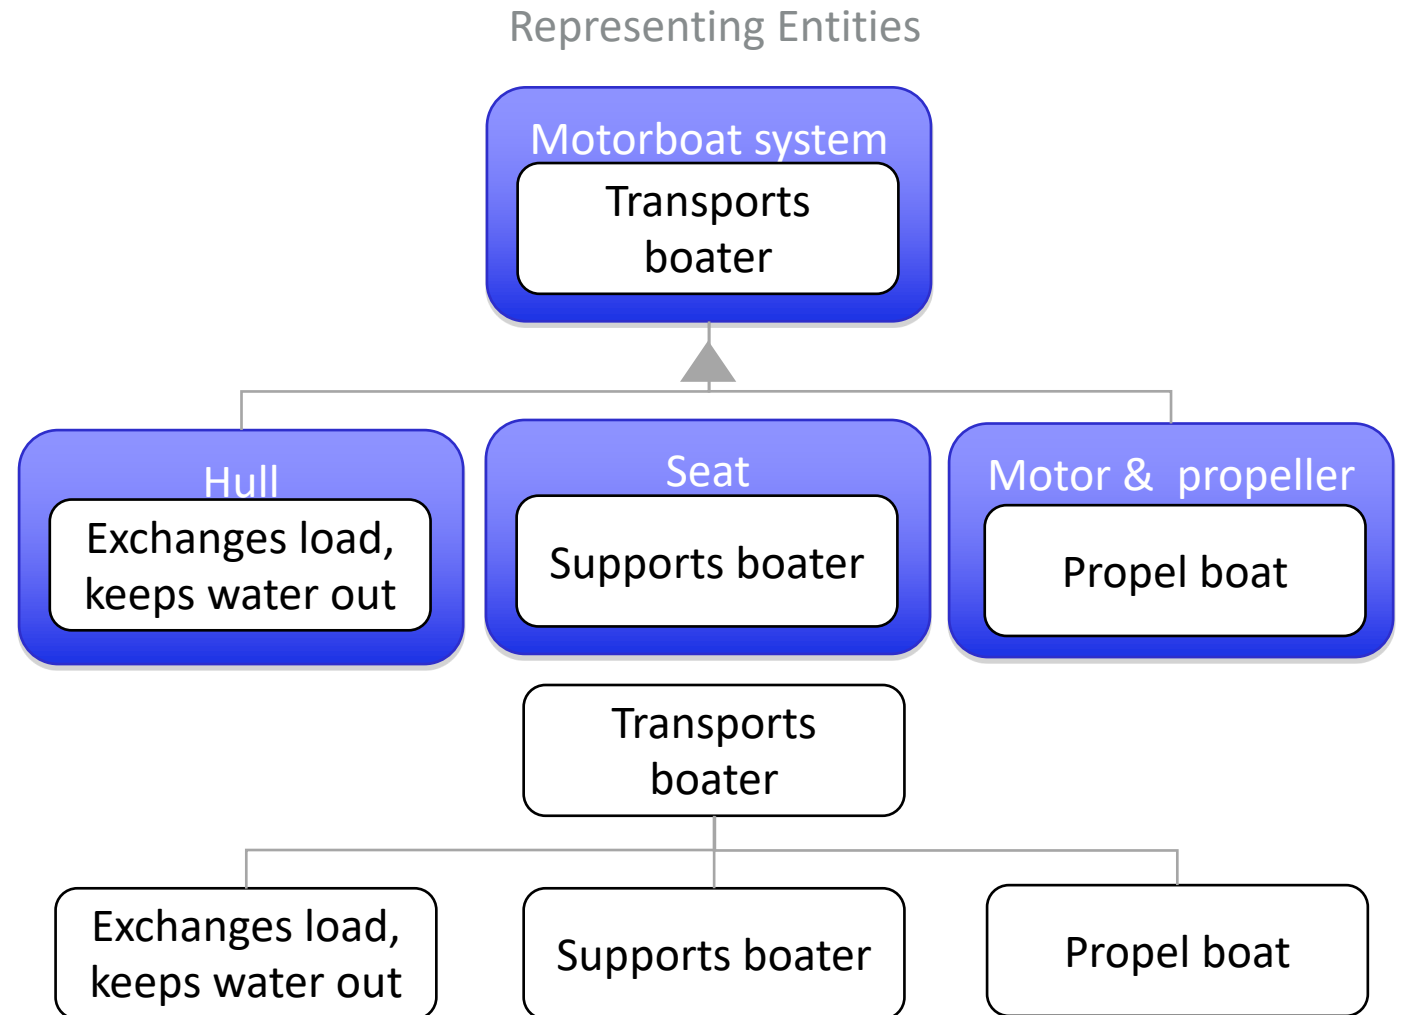 Representing Entities
Motorboat system
Transports
boater
Hull
Exchanges load,
keeps water out
Seat
Supports boater
Motor &  propeller
Propel boat
Transports
boater
Exchanges load,
keeps water out
Supports boater
Propel boat